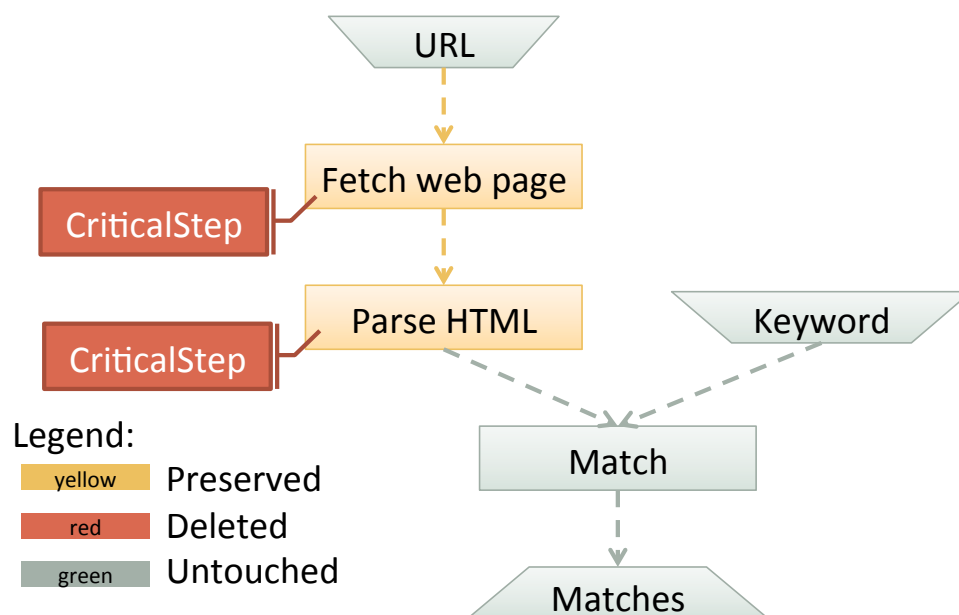 URL
Fetch web page
CriticalStep
Parse HTML
Keyword
CriticalStep
Legend:
Match
yellow Preserved
red Deleted
green Untouched
Matches